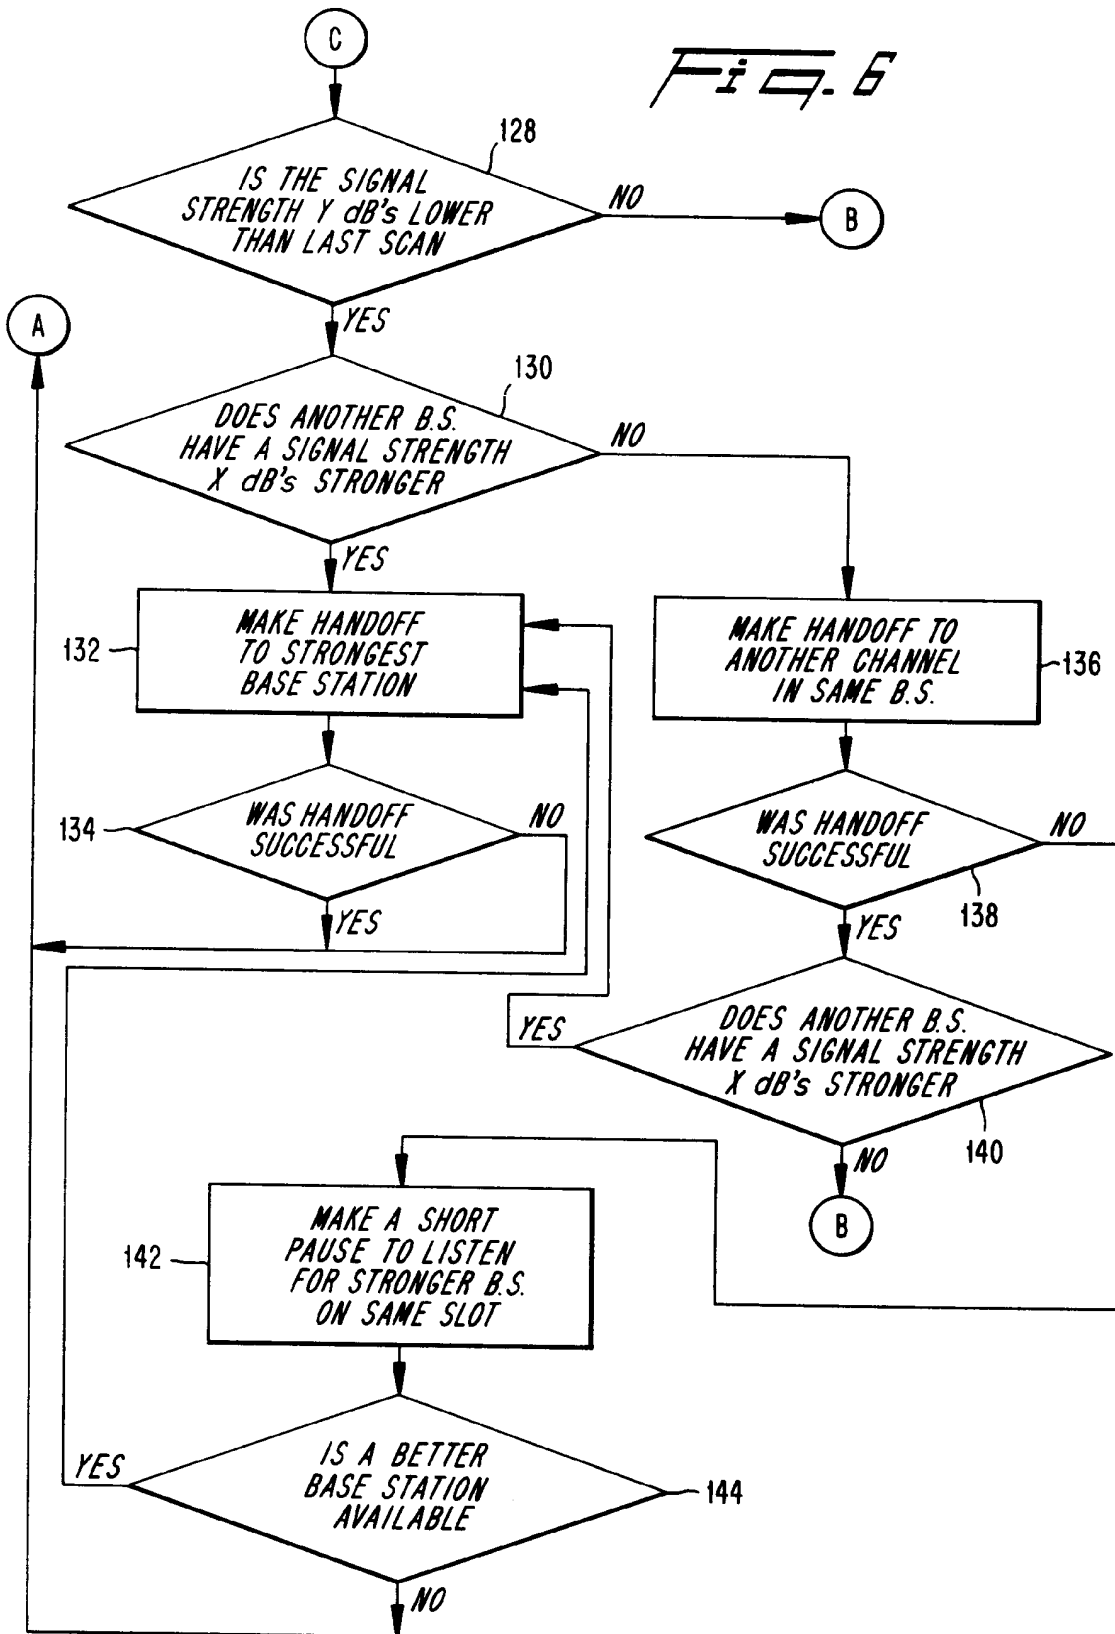 C
Fig. 6
128
IS THE SIGNAL
STRENGTH Y dB's LOWER
THAN LAST SCAN
NO
B
YES
A
130
DOES ANOTHER B.S.
HAVE A SIGNAL STRENGTH
X dB's STRONGER
NO
YES
132
MAKE HANDOFF
TO STRONGEST
BASE STATION
MAKE HANDOFF TO
ANOTHER CHANNEL
IN SAME B.S.
136
134
WAS HANDOFF
SUCCESSFUL
NO
YES
WAS HANDOFF
SUCCESSFUL
NO
138
YES
YES
DOES ANOTHER B.S.
HAVE A SIGNAL STRENGTH
X dB's STRONGER
140
NO
B
142
MAKE A SHORT
PAUSE TO LISTEN
FOR STRONGER B.S.
ON SAME SLOT
YES
IS A BETTER
BASE STATION
AVAILABLE
144
NO